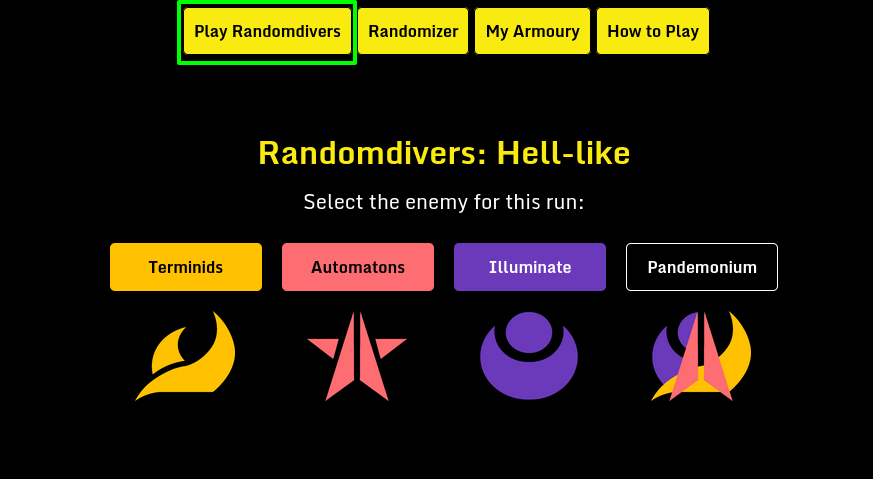 Play Randomdivers Randomizer My Armoury How to Play
Randomdivers: Hell-like
Select the enemy for this run:
Terminids Automatons Illuminate Pandemonium